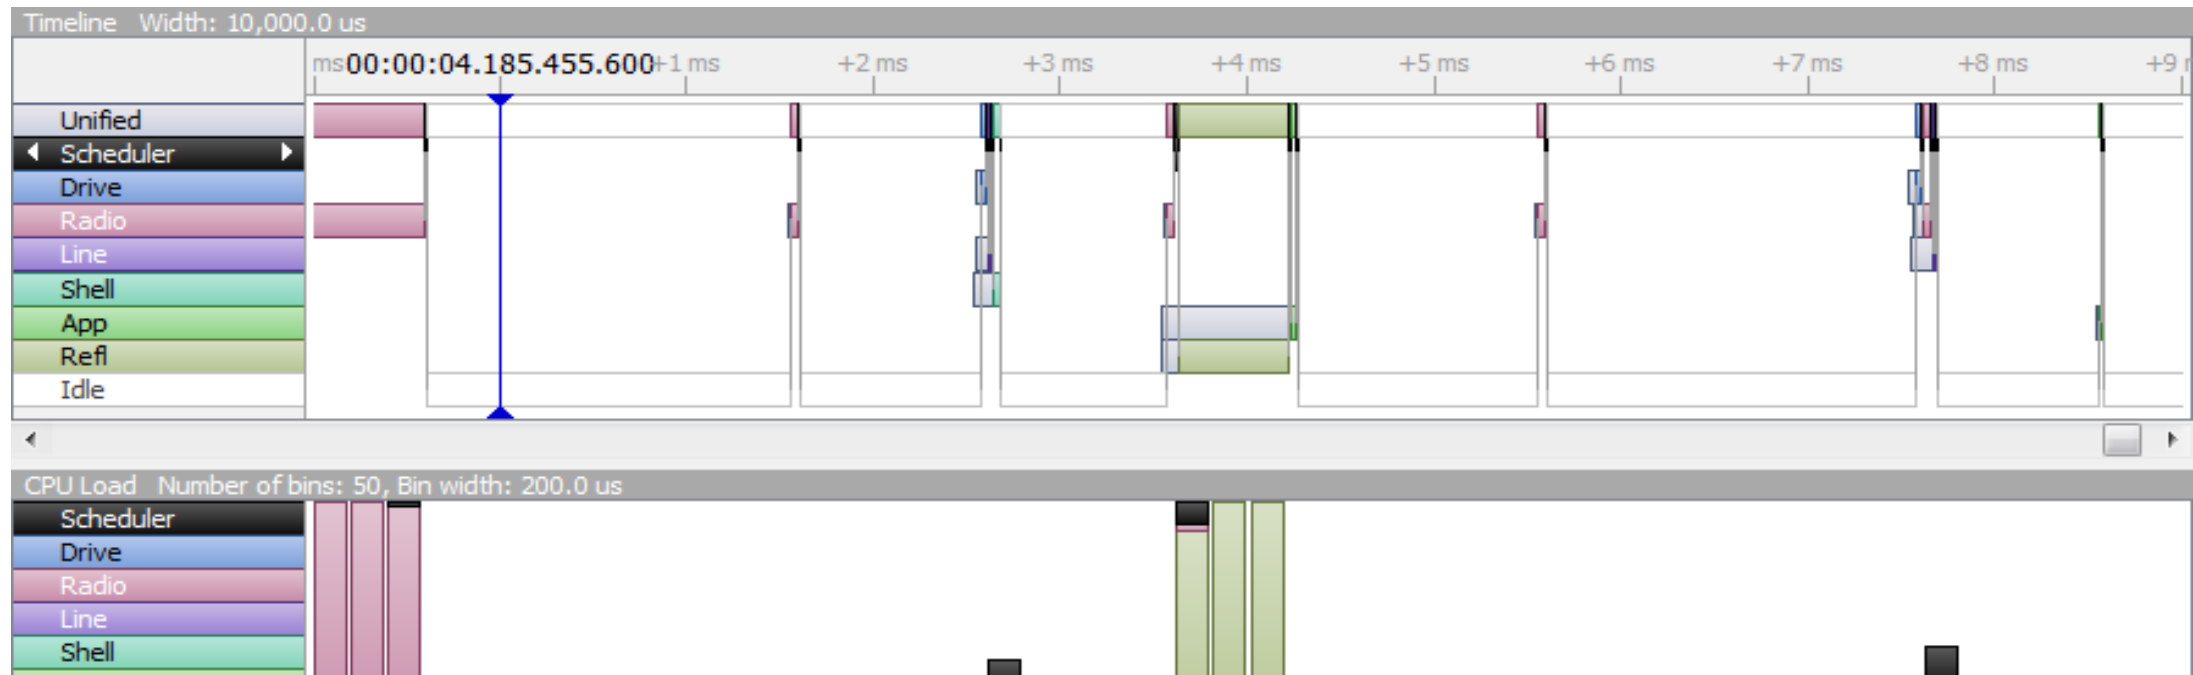 Timeline Width: 10,000.0 us
ms00:00:04.185.455.600+1 ms +2 ms +3 ms +4 ms +5 ms +6 ms +7 ms +8 ms +9
Unified
Scheduler
Drive
Radio
Line
Shell
App
Refl
Idle
CPU Load Number of bins: 50, Bin width: 200.0 us
Scheduler
Drive
Radio
Line
Shell